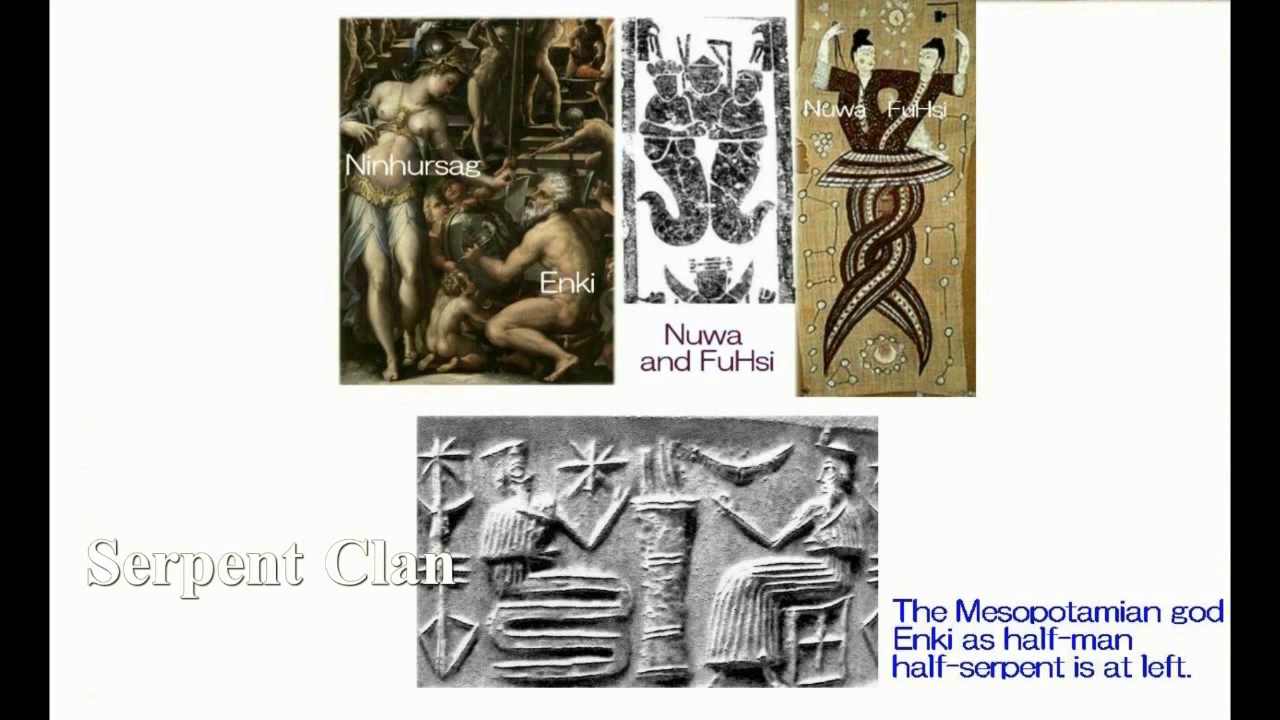 Ninhursag
Enki
Nuwa FuHsi
Nuwa
and FuHsi
Serpent Clan
The Mesopotamian god
Enki as half-man
half-serpent is at left.